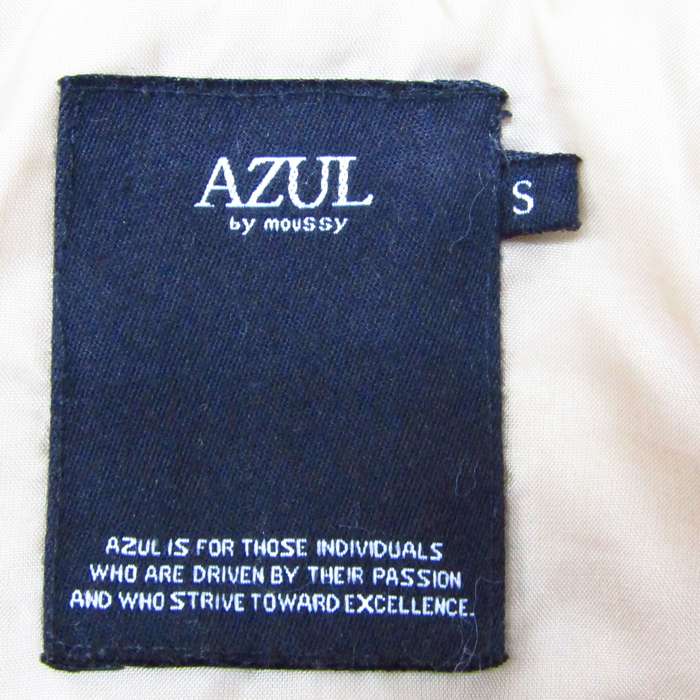 AZUL
by moussy
S
AZUL IS FOR THOSE INDIVIDUALS
WHO ARE DRIVEN BY THEIR PASSION
AND WHO STRIVE TOWARD EXCELLENCE.